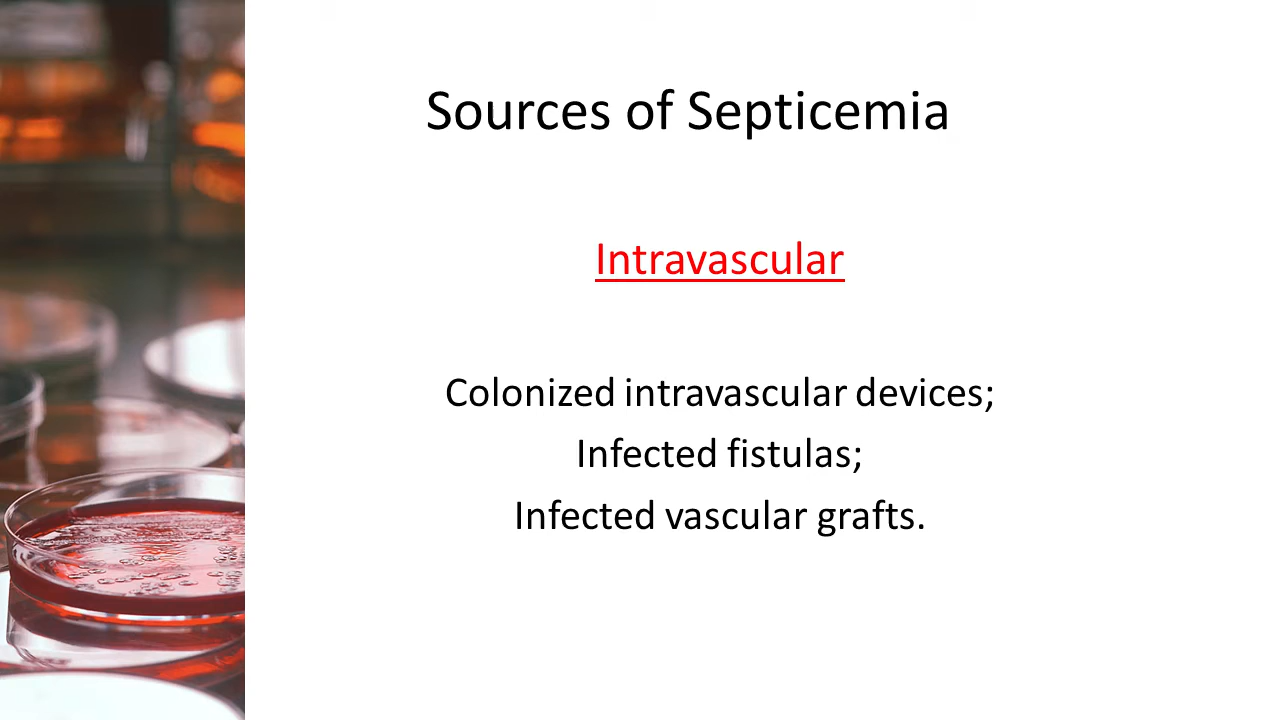 Sources of Septicemia
Intravascular
Colonized intravascular devices;
Infected fistulas;
Infected vascular grafts.